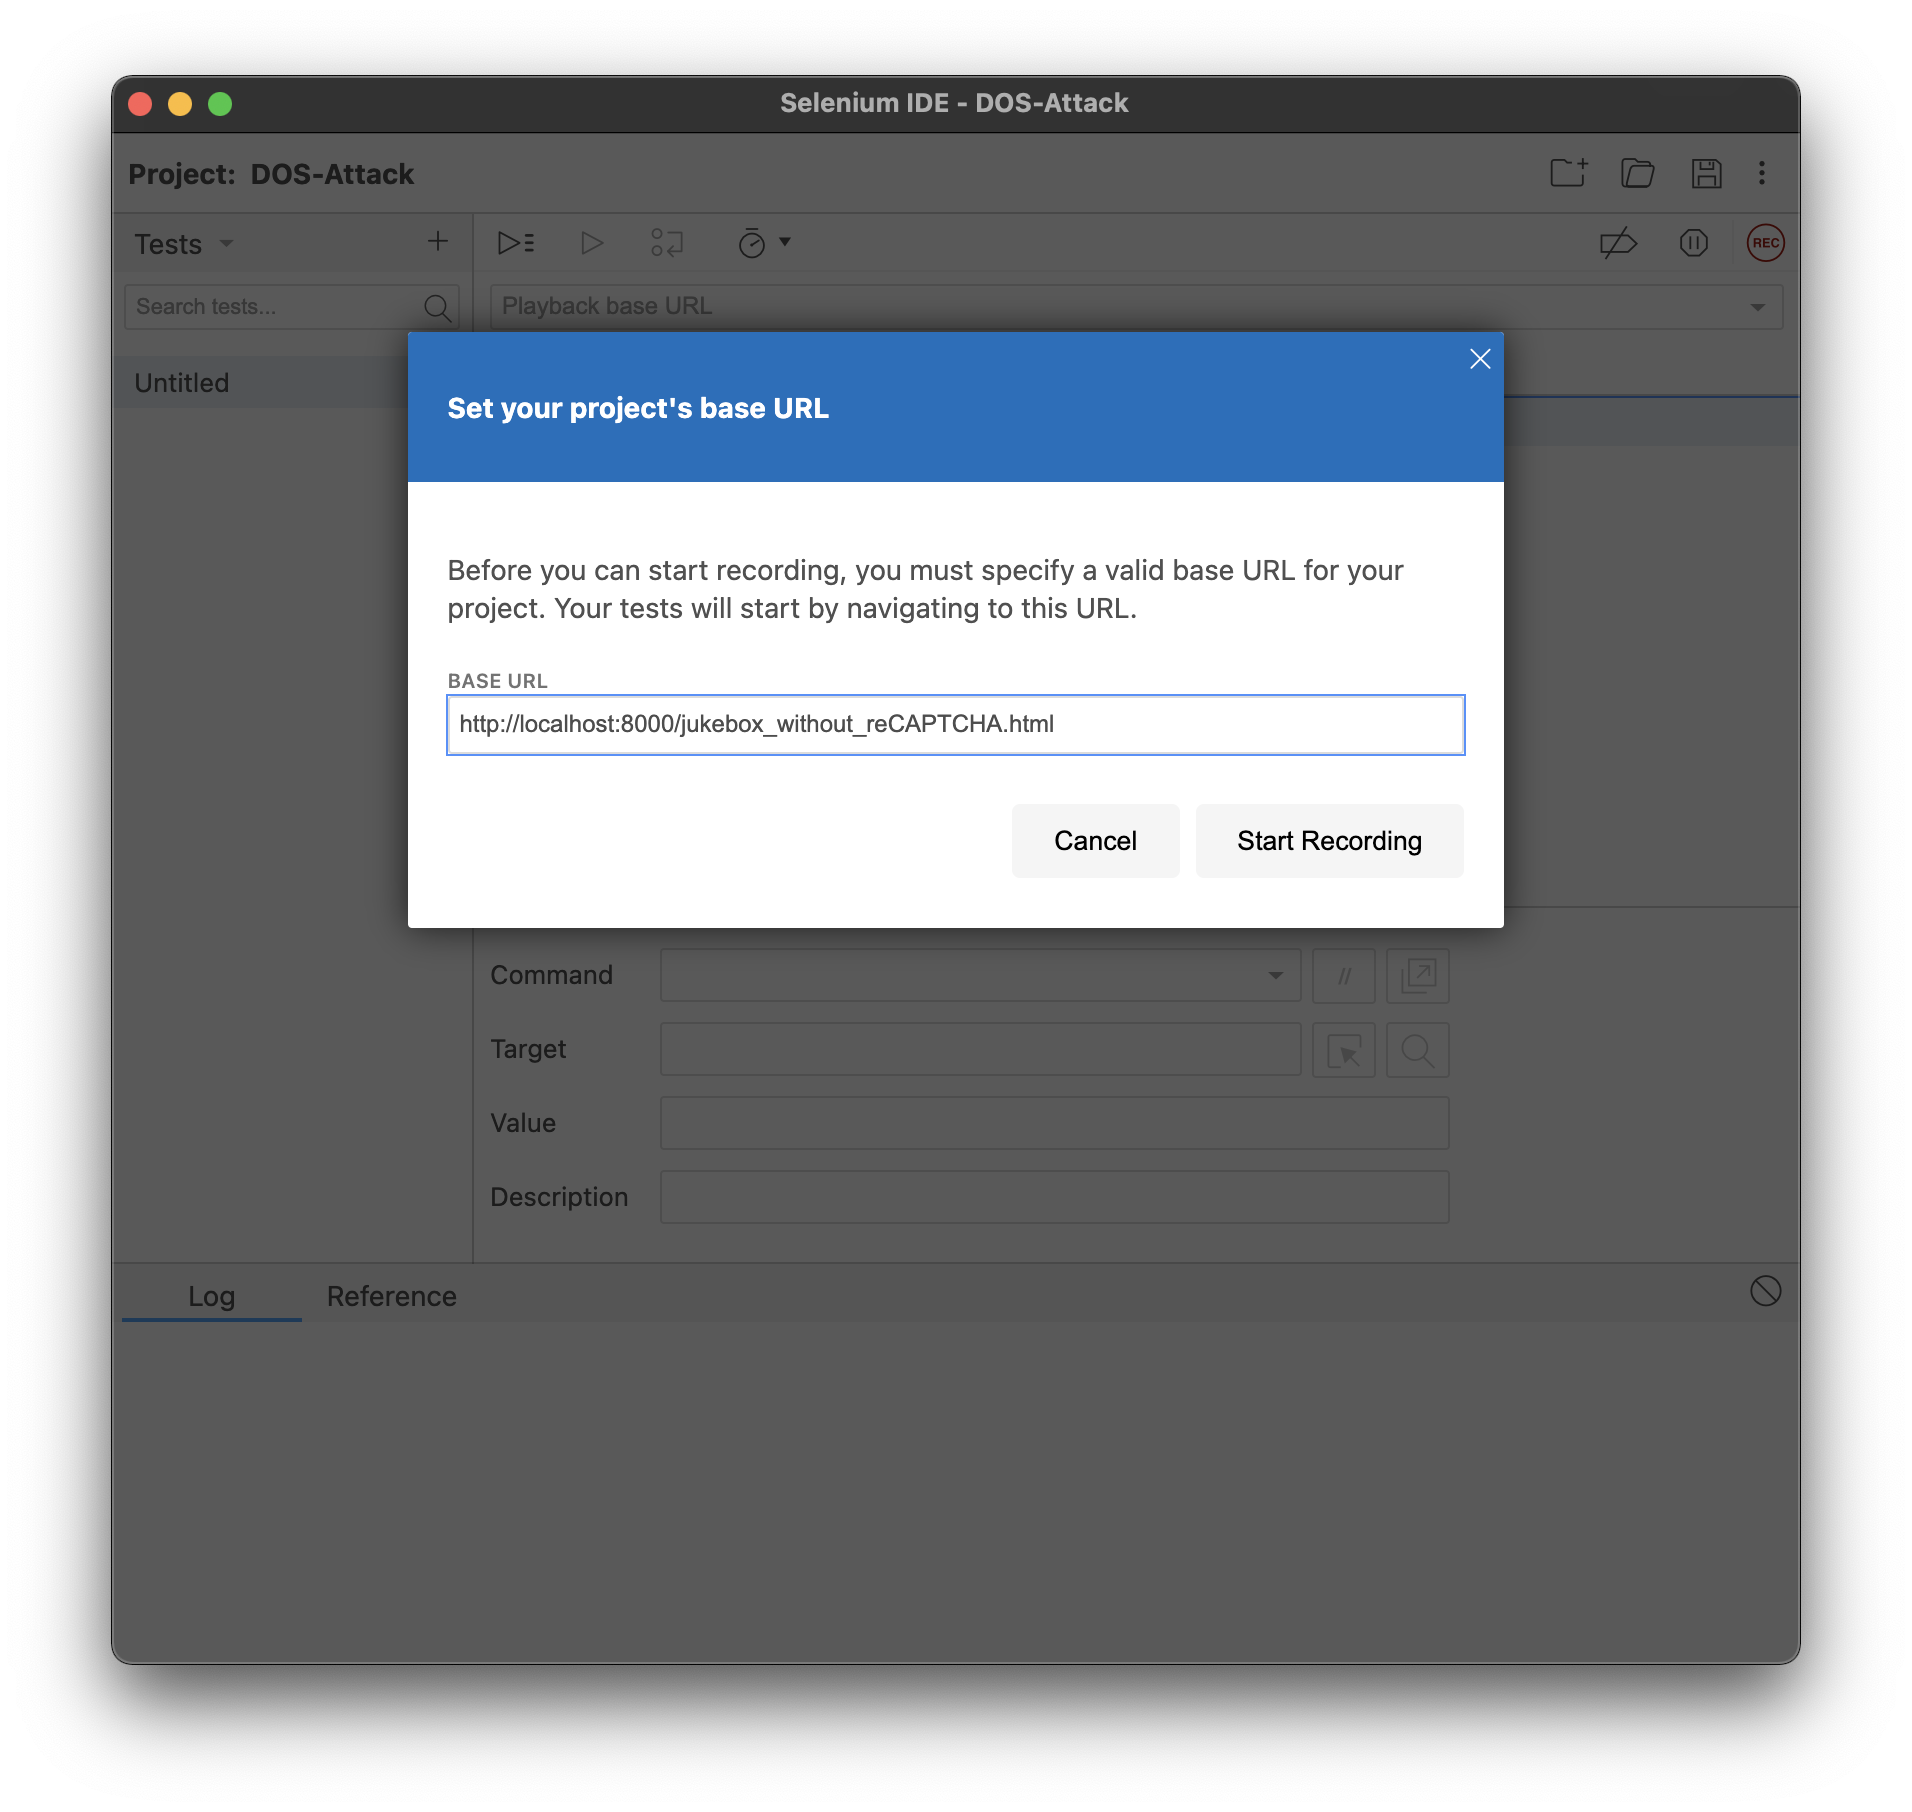 Selenium IDE - DOS-Attack
Project: DOS-Attack
Tests
REC
Search tests...
Playback base URL
Untitled
Set your project's base URL
Before you can start recording, you must specify a valid base URL for your
project. Your tests will start by navigating to this URL.
BASE URL
http://localhost:8000/jukebox_without_reCAPTCHA.html
Cancel
Start Recording
Command
//
Target
Value
Description
Log
Reference